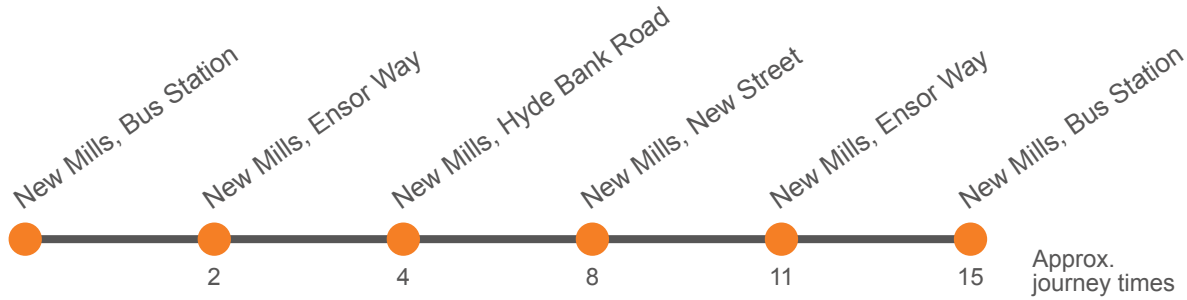 New Mills, Bus Station
New Mills, Ensor Way
New Mills, Hyde Bank Road
New Mills, New Street
New Mills, Ensor Way
New Mills, Bus Station
2
4
8
11
15
Approx.
journey times